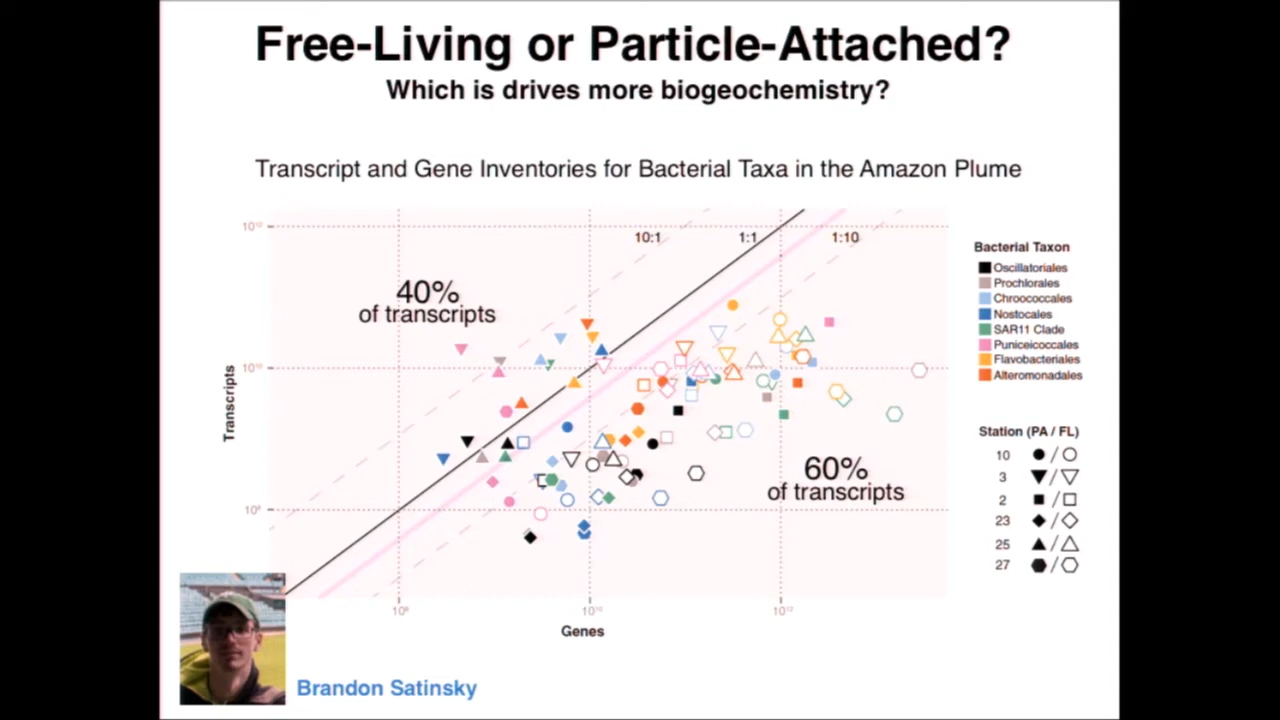 Free-Living or Particle-Attached?
Which is drives more biogeochemistry?
Transcript and Gene Inventories for Bacterial Taxa in the Amazon Plume
10:1
1:1
1:10
40%
of transcripts
60%
of transcripts
Transcripts
Genes
Bacterial Taxon
Oscillatoriales
Prochlorales
Chroococcales
Nostocales
SAR11 Clade
Puniceicoccales
Flavobacteriales
Alteromonadales
Station (PA / FL)
10 /
3 /
2 /
23 /
25 /
27 /
Brandon Satinsky